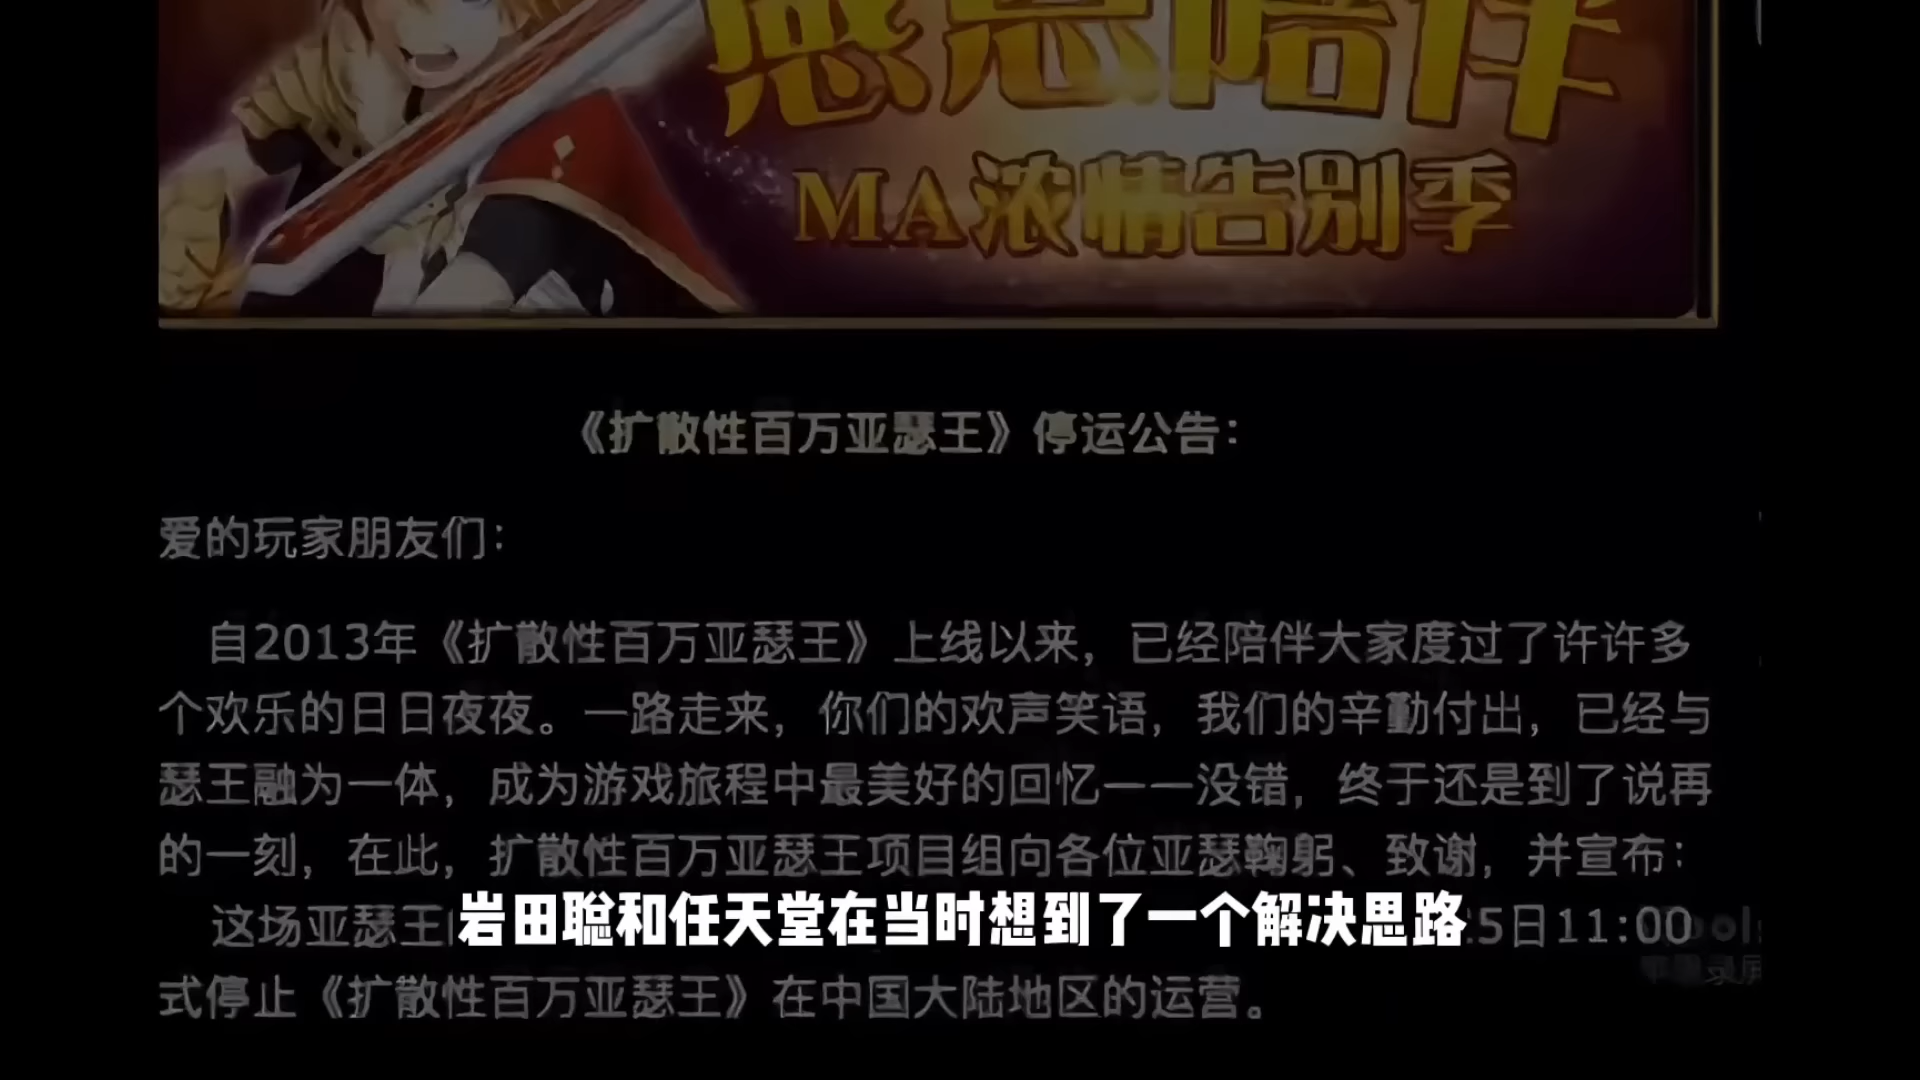 感恩陪伴
MA浓情告别季
《扩散性百万亚瑟王》停运公告：
爱的玩家朋友们：
自2013年《扩散性百万亚瑟王》上线以来，已经陪伴大家度过了许许多
个欢乐的日日夜夜。一路走来，你们的欢声笑语，我们的辛勤付出，已经与
瑟王融为一体，成为游戏旅程中最美好的回忆——没错，终于还是到了说再
的一刻，在此，扩散性百万亚瑟王项目组向各位亚瑟鞠躬、致谢，并宣布：
这场亚瑟王
5日11:00
岩田聪和任天堂在当时想到了一个解决思路
式停止《扩散性百万亚瑟王》在中国大陆地区的运营。